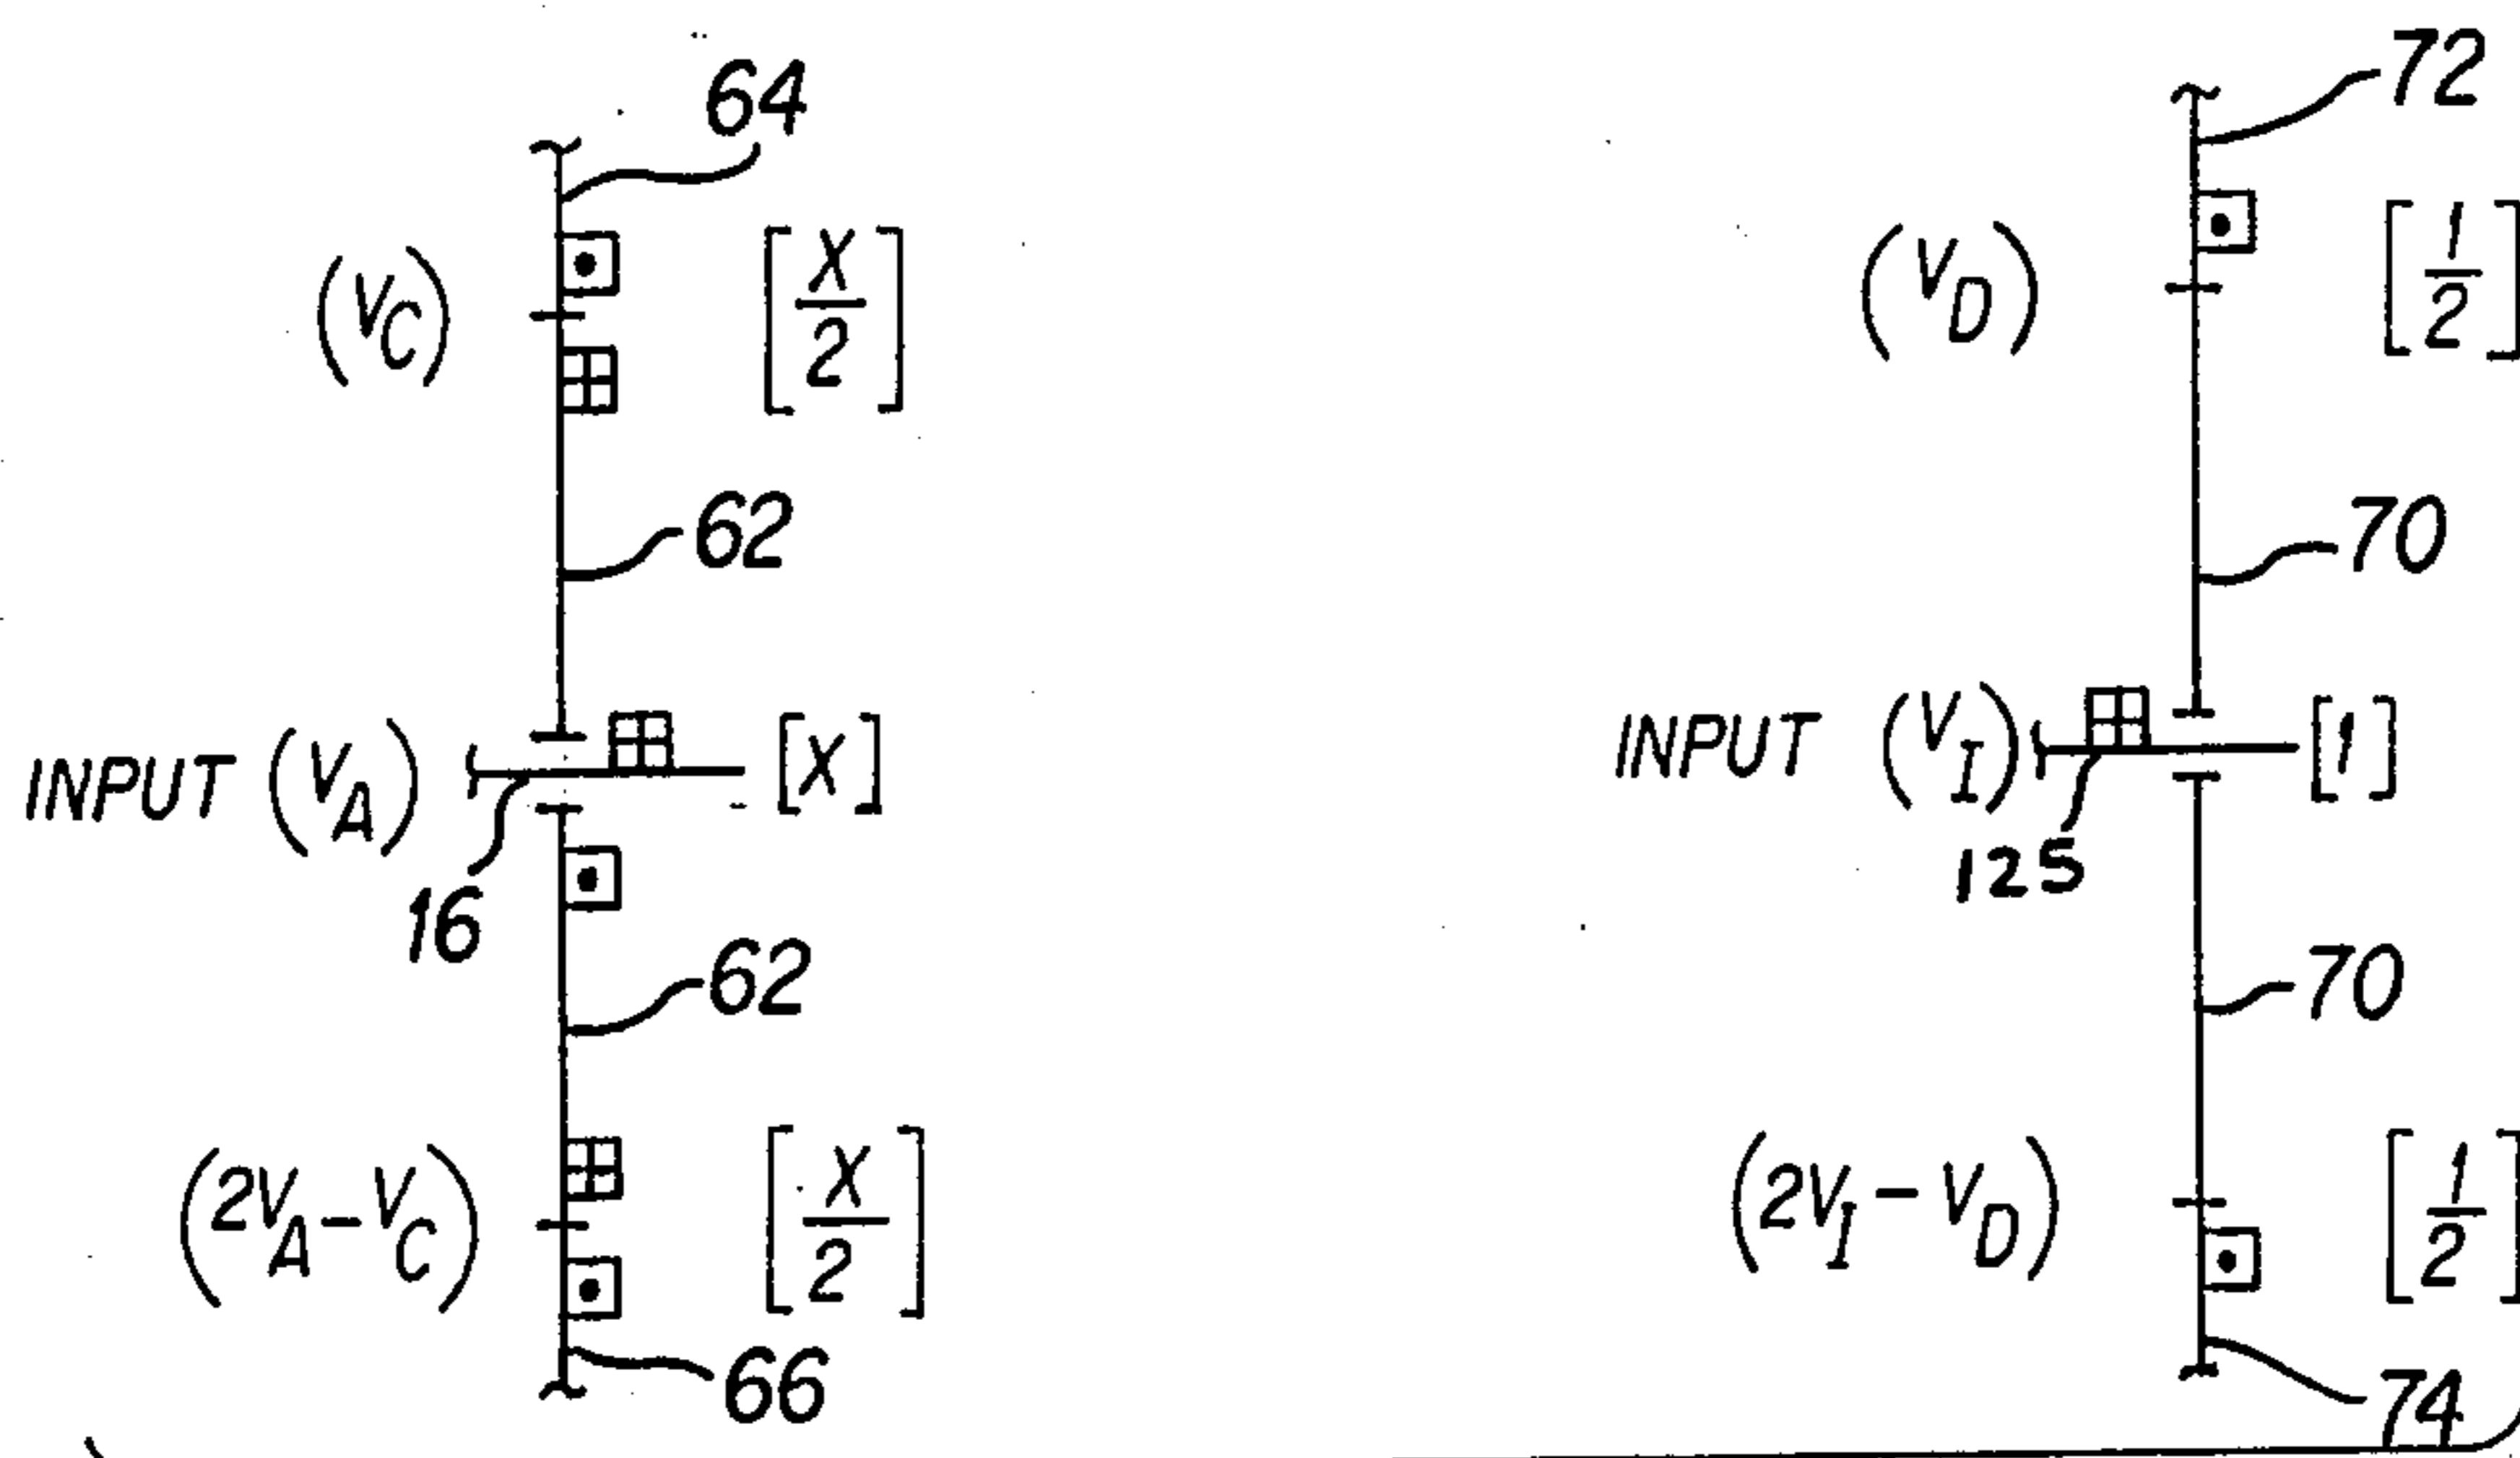 64
(V_C) [X/2]
62
INPUT (V_A) [X]
16
62
(2V_A-V_C) [X/2]
66
72
(V_D) [1/2]
70
INPUT (V_I) [1]
125
70
(2V_I-V_D) [1/2]
74